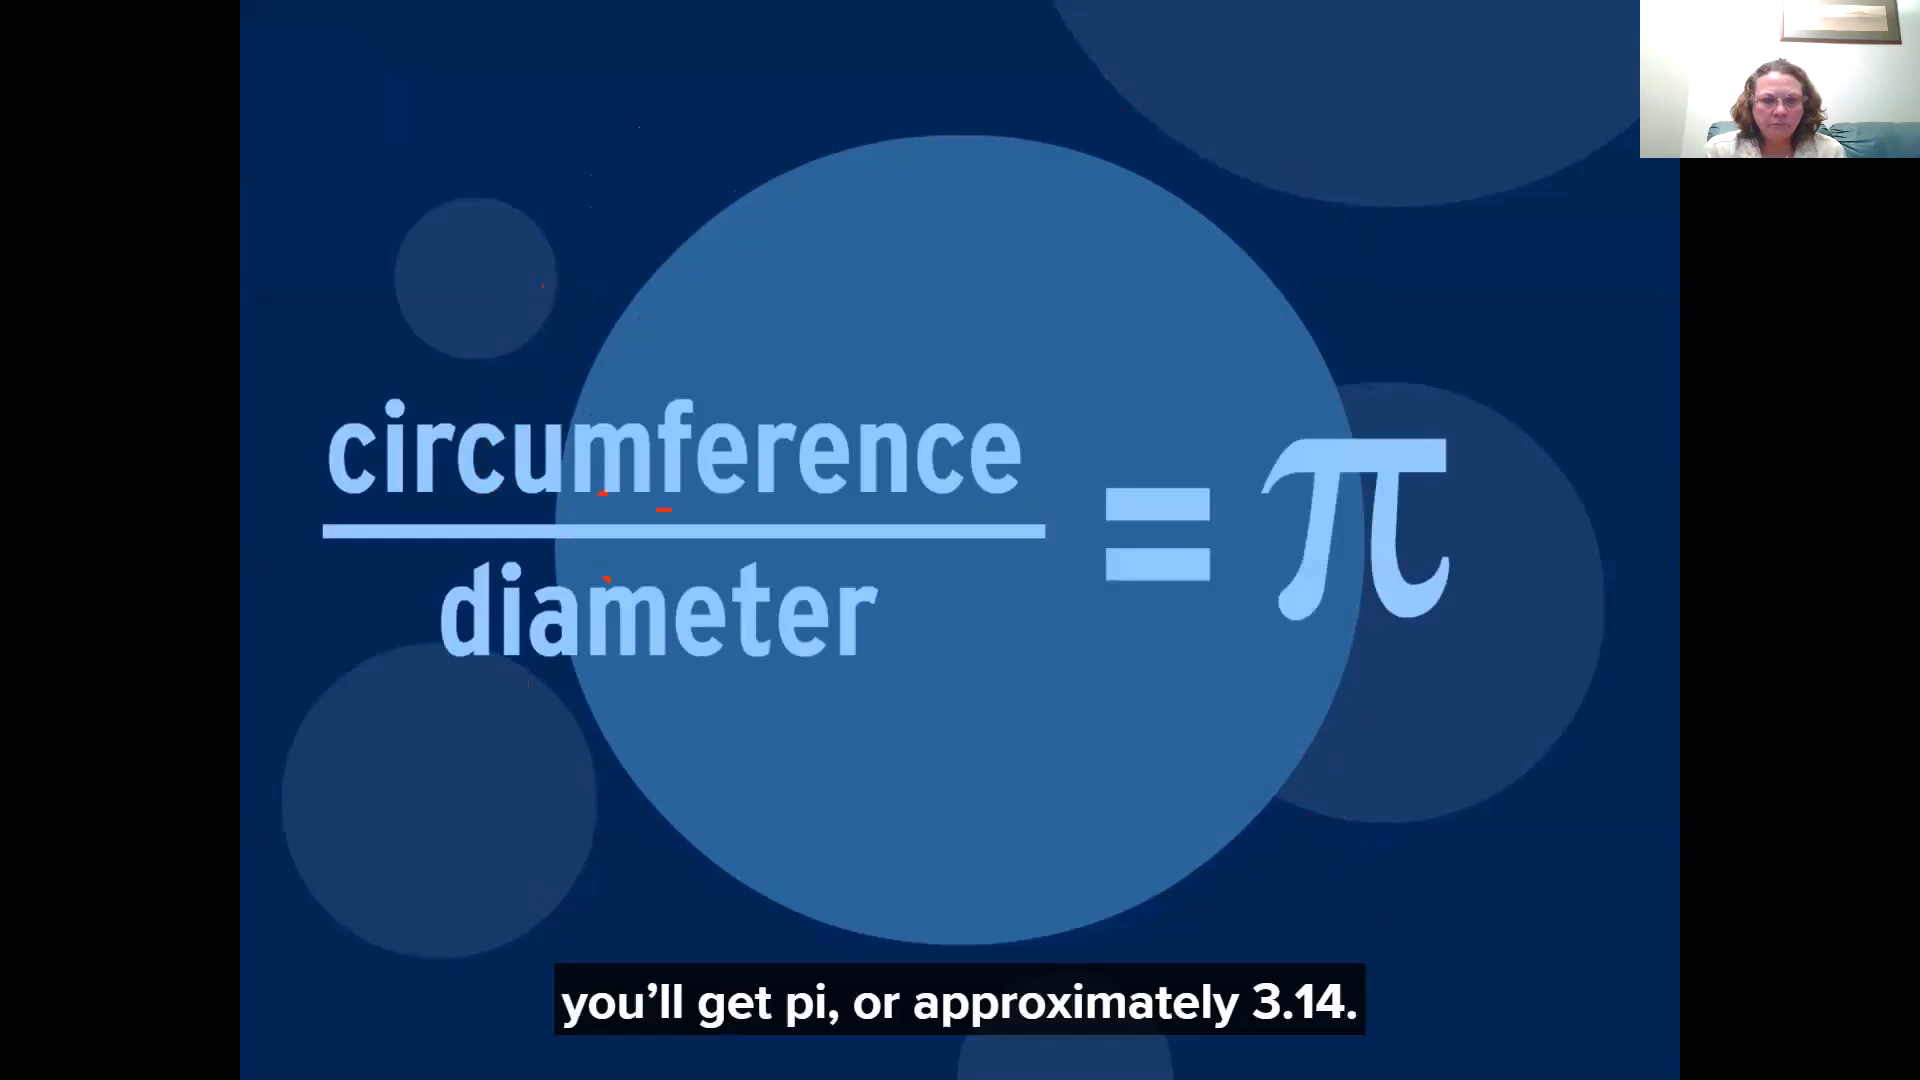 circumference
diameter
= π
you’ll get pi, or approximately 3.14.